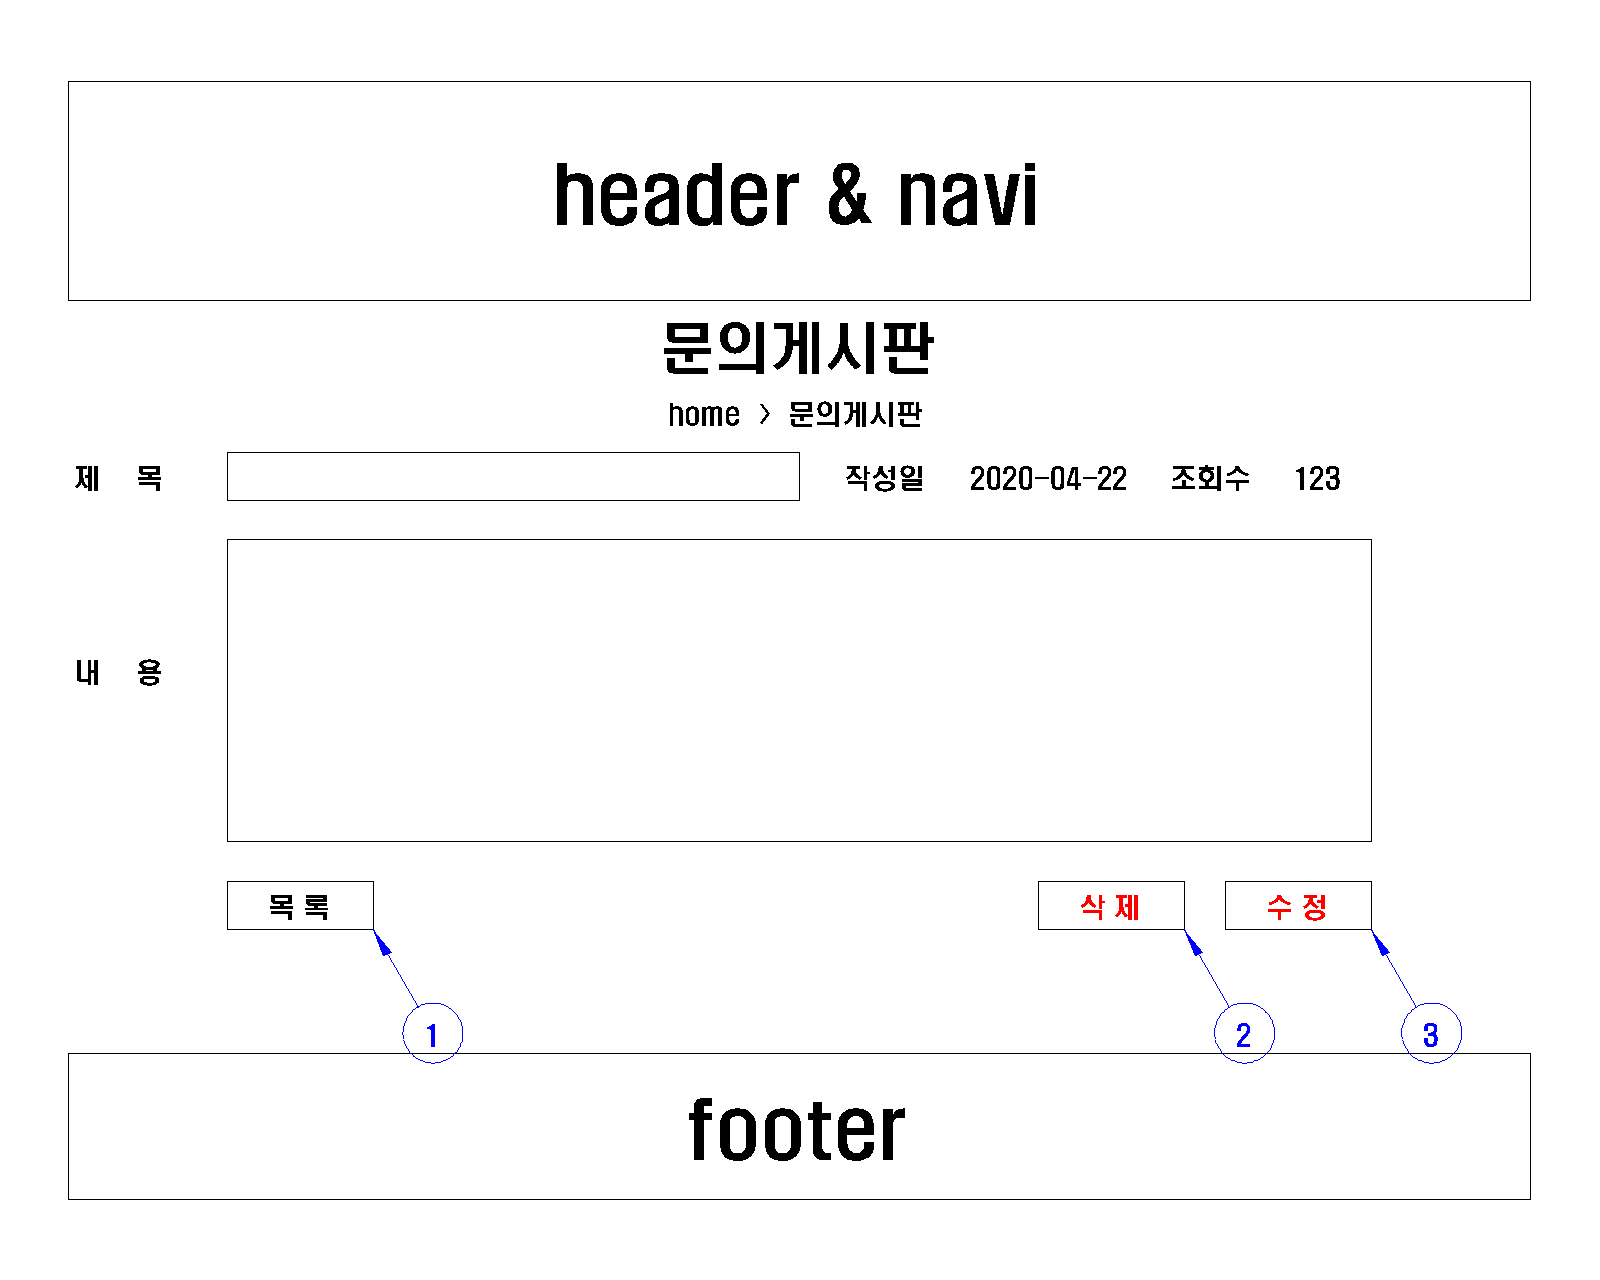 header & navi
문의게시판
home > 문의게시판
제 목 작성일 2020-04-22 조회수 123
내 용
목 록 삭 제 수 정
1 2 3
footer